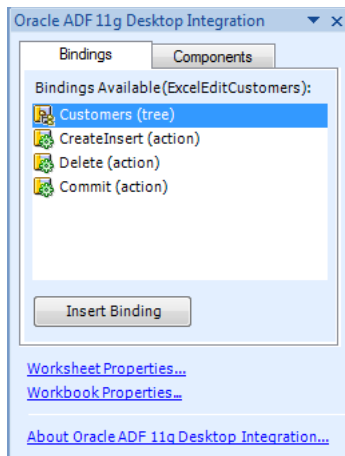 Oracle ADF 11g Desktop Integration
Bindings Components
Bindings Available(ExcelEditCustomers):
Customers (tree)
CreateInsert (action)
Delete (action)
Commit (action)
Insert Binding
Worksheet Properties...
Workbook Properties...
About Oracle ADF 11g Desktop Integration...